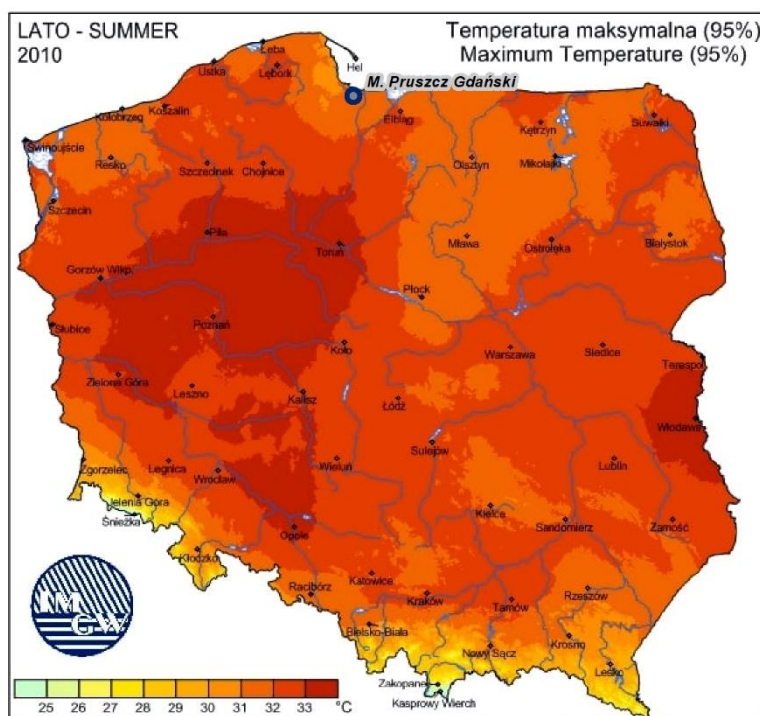 LATO - SUMMER
2010
Temperatura maksymalna (95%)
Maximum Temperature (95%)
Łeba
Hel
Ustka
Lębork
M. Pruszcz Gdański
Koszalin
Kołobrzeg
Elbląg
Suwałki
Kętrzyn
Świnoujście
Resko
Szczecinek
Chojnice
Olsztyn
Mikołajki
Szczecin
Piła
Toruń
Mława
Ostrołęka
Białystok
Gorzów Wlkp.
Płock
Słubice
Poznań
Koło
Warszawa
Siedlce
Terespol
Zielona Góra
Leszno
Kalisz
Łódź
Włodawa
Sulejów
Zgorzelec
Legnica
Wrocław
Wieluń
Lublin
Jelenia Góra
Śnieżka
Kielce
Sandomierz
Zamość
Opole
Kłodzko
Racibórz
Katowice
Kraków
Tarnów
Rzeszów
Bielsko-Biała
Nowy Sącz
Krosno
Lesko
Zakopane
Kasprowy Wierch
IMGW
25 26 27 28 29 30 31 32 33 °C